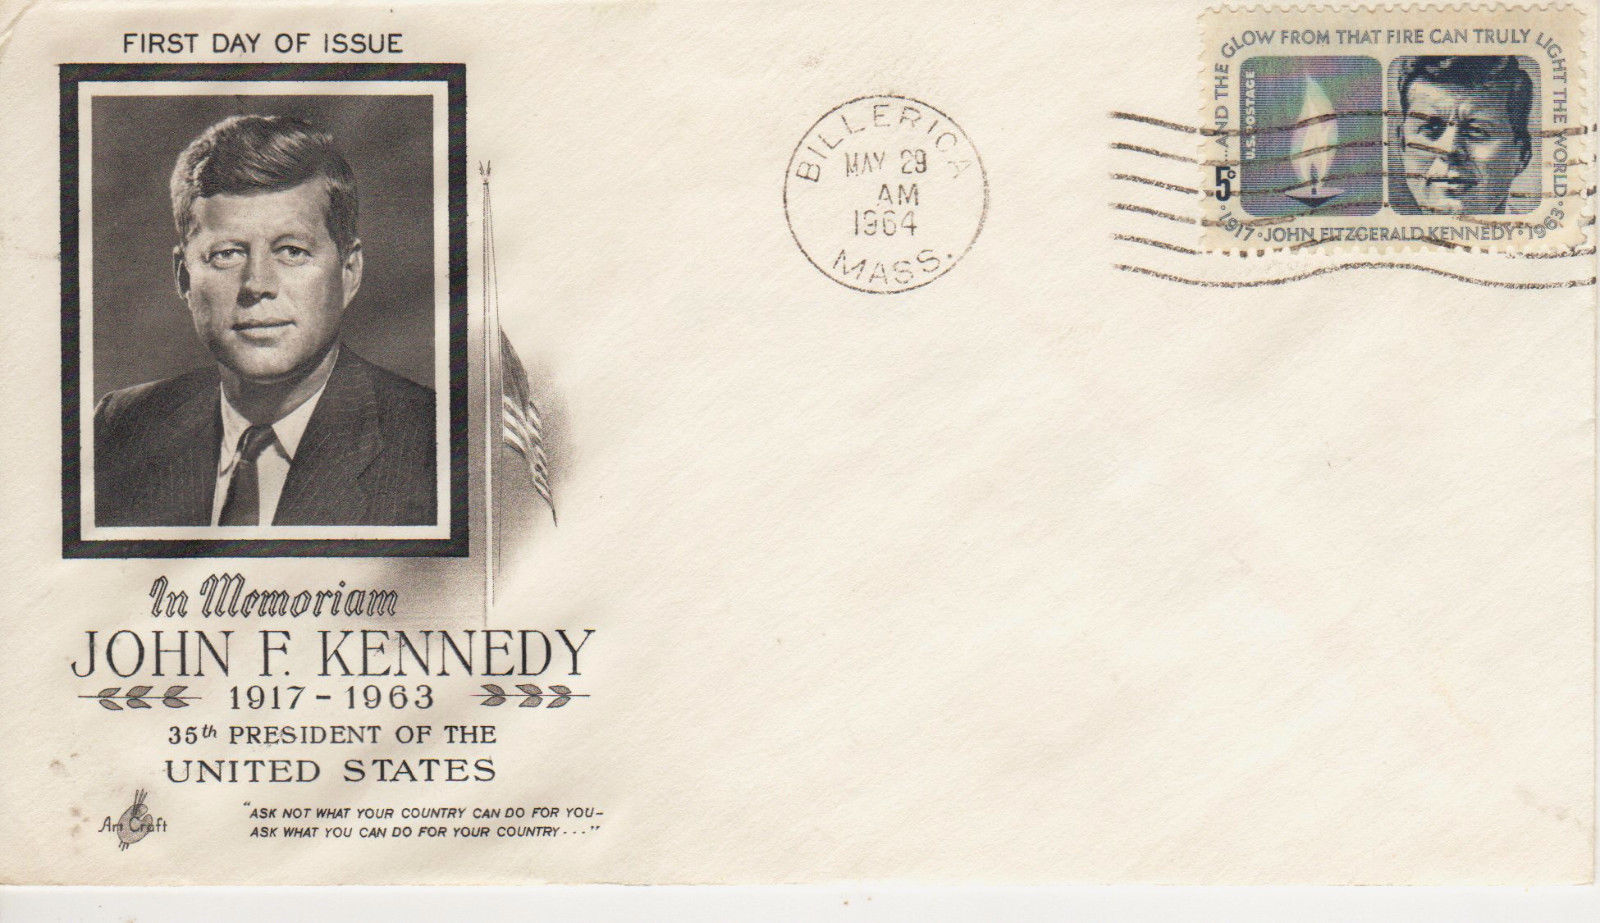 FIRST DAY OF ISSUE
In Memoriam
JOHN F. KENNEDY
1917 - 1963
35th PRESIDENT OF THE
UNITED STATES
Art Craft
"ASK NOT WHAT YOUR COUNTRY CAN DO FOR YOU–
ASK WHAT YOU CAN DO FOR YOUR COUNTRY - - - "
BILLERICA
MAY 29
AM
1964
MASS.
...AND THE GLOW FROM THAT FIRE CAN TRULY LIGHT THE WORLD
U.S. POSTAGE
5c
·1917·JOHN FITZGERALD KENNEDY·1963·